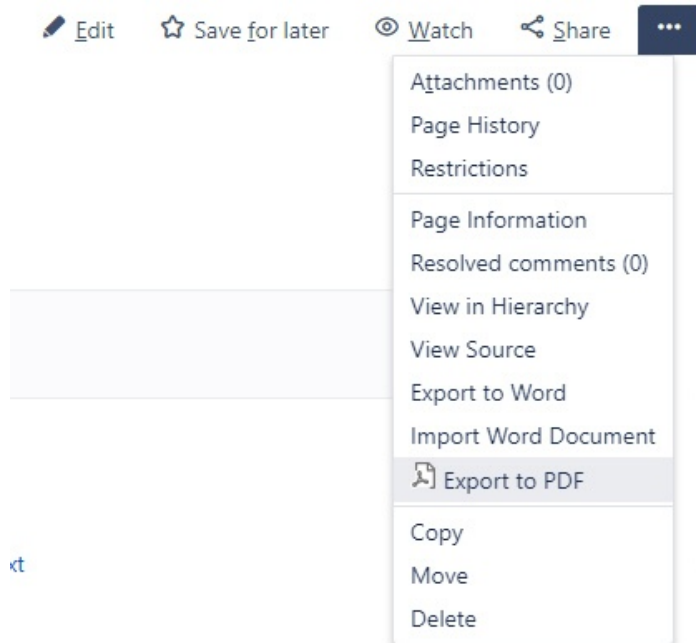 Edit Save for later Watch Share
Attachments (0)
Page History
Restrictions
Page Information
Resolved comments (0)
View in Hierarchy
View Source
Export to Word
Import Word Document
Export to PDF
Copy
xt
Move
Delete